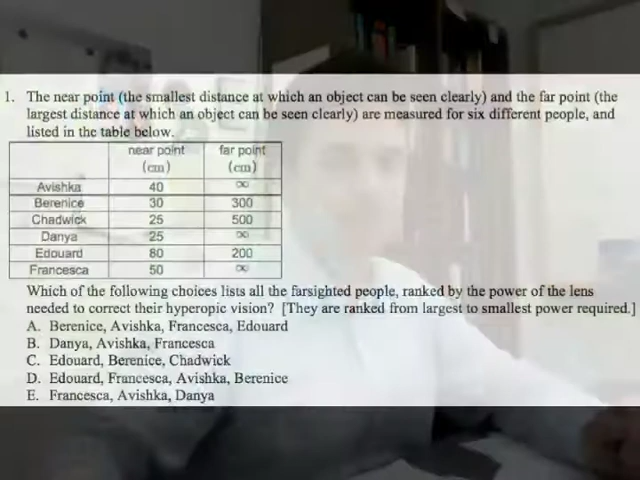 1. The near point (the smallest distance at which an object can be seen clearly) and the far point (the
largest distance at which an object can be seen clearly) are measured for six different people, and
listed in the table below.
near point far point
(cm) (cm)
Avishka 40 ∞
Berenice 30 300
Chadwick 25 500
Danya 25 ∞
Edouard 80 200
Francesca 50 ∞
Which of the following choices lists all the farsighted people, ranked by the power of the lens
needed to correct their hyperopic vision? [They are ranked from largest to smallest power required.]
A. Berenice, Avishka, Francesca, Edouard
B. Danya, Avishka, Francesca
C. Edouard, Berenice, Chadwick
D. Edouard, Francesca, Avishka, Berenice
E. Francesca, Avishka, Danya